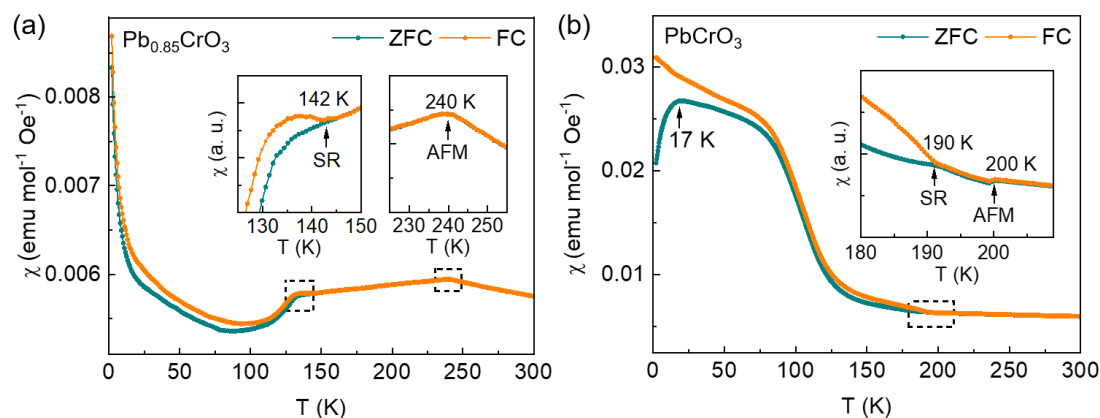 (a)
Pb0.85CrO3
ZFC FC
χ (emu mol-1 Oe-1)
0.008
0.007
0.006
0 50 100 150 200 250 300
T (K)
χ (a. u.)
142 K
SR
130 140 150
T (K)
240 K
AFM
230 240 250
T (K)
(b)
PbCrO3
ZFC FC
χ (emu mol-1 Oe-1)
0.04
0.03
0.02
0.01
0 50 100 150 200 250 300
T (K)
17 K
χ (a. u.)
190 K
200 K
SR
AFM
180 190 200
T (K)